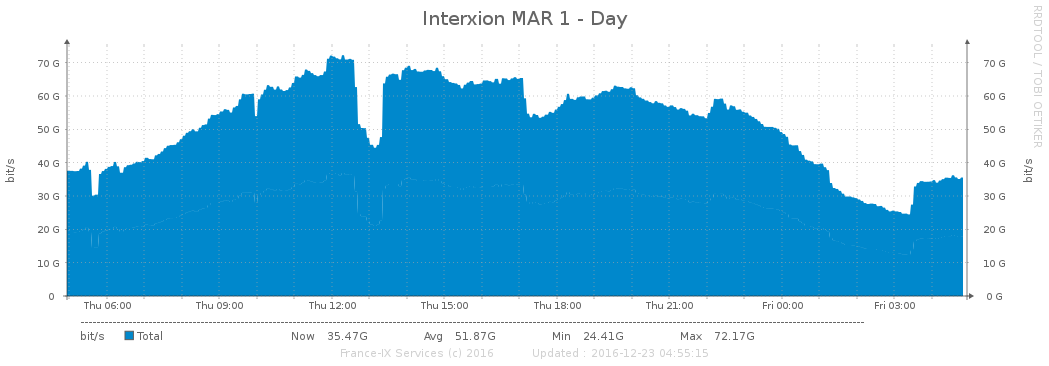 Interxion MAR 1 - Day
RRDTOOL / TOBI OETIKER
bit/s
70 G 70 G
60 G 60 G
50 G 50 G
40 G 40 G
30 G 30 G
20 G 20 G
10 G 10 G
0 0 G
bit/s
Thu 06:00 Thu 09:00 Thu 12:00 Thu 15:00 Thu 18:00 Thu 21:00 Fri 00:00 Fri 03:00
bit/s Total Now 35.47G Avg 51.87G Min 24.41G Max 72.17G
France-IX Services (c) 2016 Updated : 2016-12-23 04:55:15